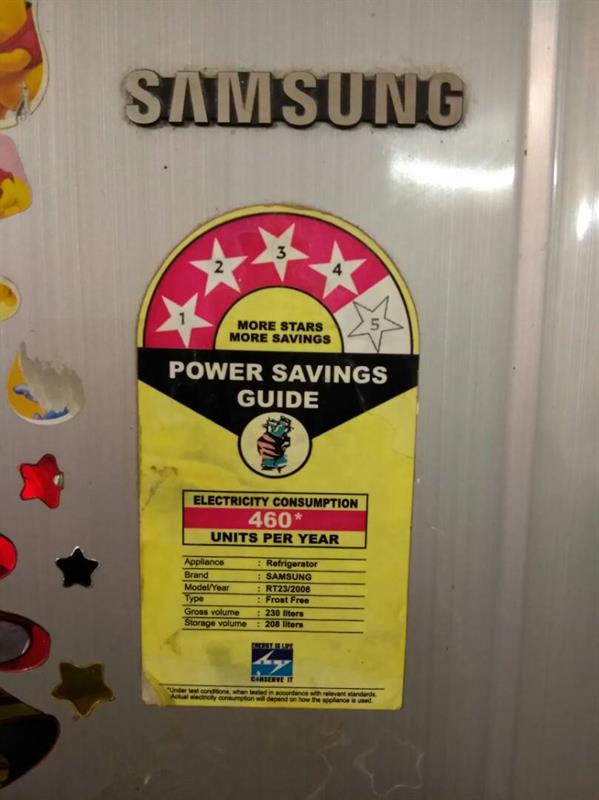 SAMSUNG
1 2 3 4 5
MORE STARS
MORE SAVINGS
POWER SAVINGS
GUIDE
ELECTRICITY CONSUMPTION
460*
UNITS PER YEAR
Appliance : Refrigerator
Brand : SAMSUNG
Model/Year : RT23/2008
Type : Frost Free
Gross volume : 230 liters
Storage volume : 208 liters
ENERGY IS LIFE
CONSERVE IT
*Under test conditions, when tested in accordance with relevant standards.
Actual electricity consumption will depend on how the appliance is used.